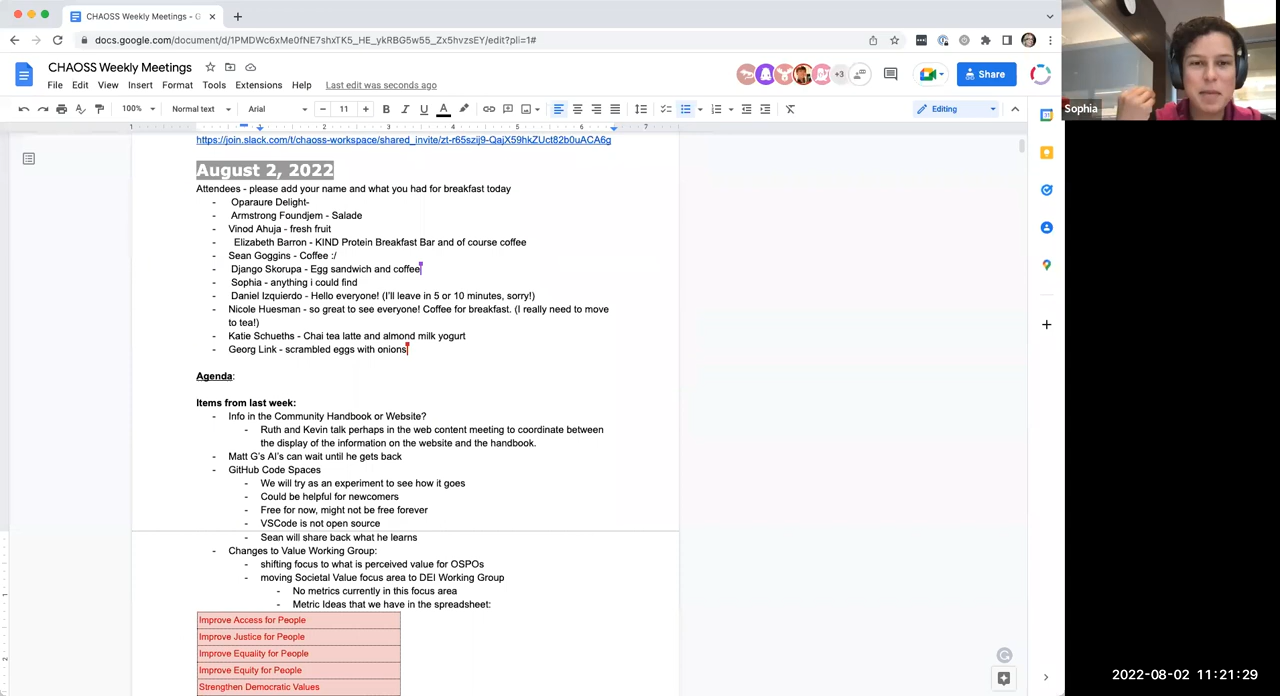 CHAOSS Weekly Meetings - G
docs.google.com/document/d/1PMDWc6xMe0fNE7shxTK5_HE_ykRBG5w55_Zx5hvzsEY/edit?pli=1#
CHAOSS Weekly Meetings
File Edit View Insert Format Tools Extensions Help Last edit was seconds ago
+3
Share
100% Normal text Arial 11 Editing
1 1 2 3 4 5 6 7
https://join.slack.com/t/chaoss-workspace/shared_invite/zt-r65szij9-QajX59hkZUct82b0uACA6g
August 2, 2022
Attendees - please add your name and what you had for breakfast today
- Oparaure Delight-
- Armstrong Foundjem - Salade
- Vinod Ahuja - fresh fruit
- Elizabeth Barron - KIND Protein Breakfast Bar and of course coffee
- Sean Goggins - Coffee :/
- Django Skorupa - Egg sandwich and coffee
- Sophia - anything i could find
- Daniel Izquierdo - Hello everyone! (I'll leave in 5 or 10 minutes, sorry!)
- Nicole Huesman - so great to see everyone! Coffee for breakfast. (I really need to move
to tea!)
- Katie Schueths - Chai tea latte and almond milk yogurt
- Georg Link - scrambled eggs with onions
Agenda:
Items from last week:
- Info in the Community Handbook or Website?
- Ruth and Kevin talk perhaps in the web content meeting to coordinate between
the display of the information on the website and the handbook.
- Matt G's AI's can wait until he gets back
- GitHub Code Spaces
- We will try as an experiment to see how it goes
- Could be helpful for newcomers
- Free for now, might not be free forever
- VSCode is not open source
- Sean will share back what he learns
- Changes to Value Working Group:
- shifting focus to what is perceived value for OSPOs
- moving Societal Value focus area to DEI Working Group
- No metrics currently in this focus area
- Metric Ideas that we have in the spreadsheet:
Improve Access for People
Improve Justice for People
Improve Equality for People
Improve Equity for People
Strengthen Democratic Values
Sophia
2022-08-02 11:21:29